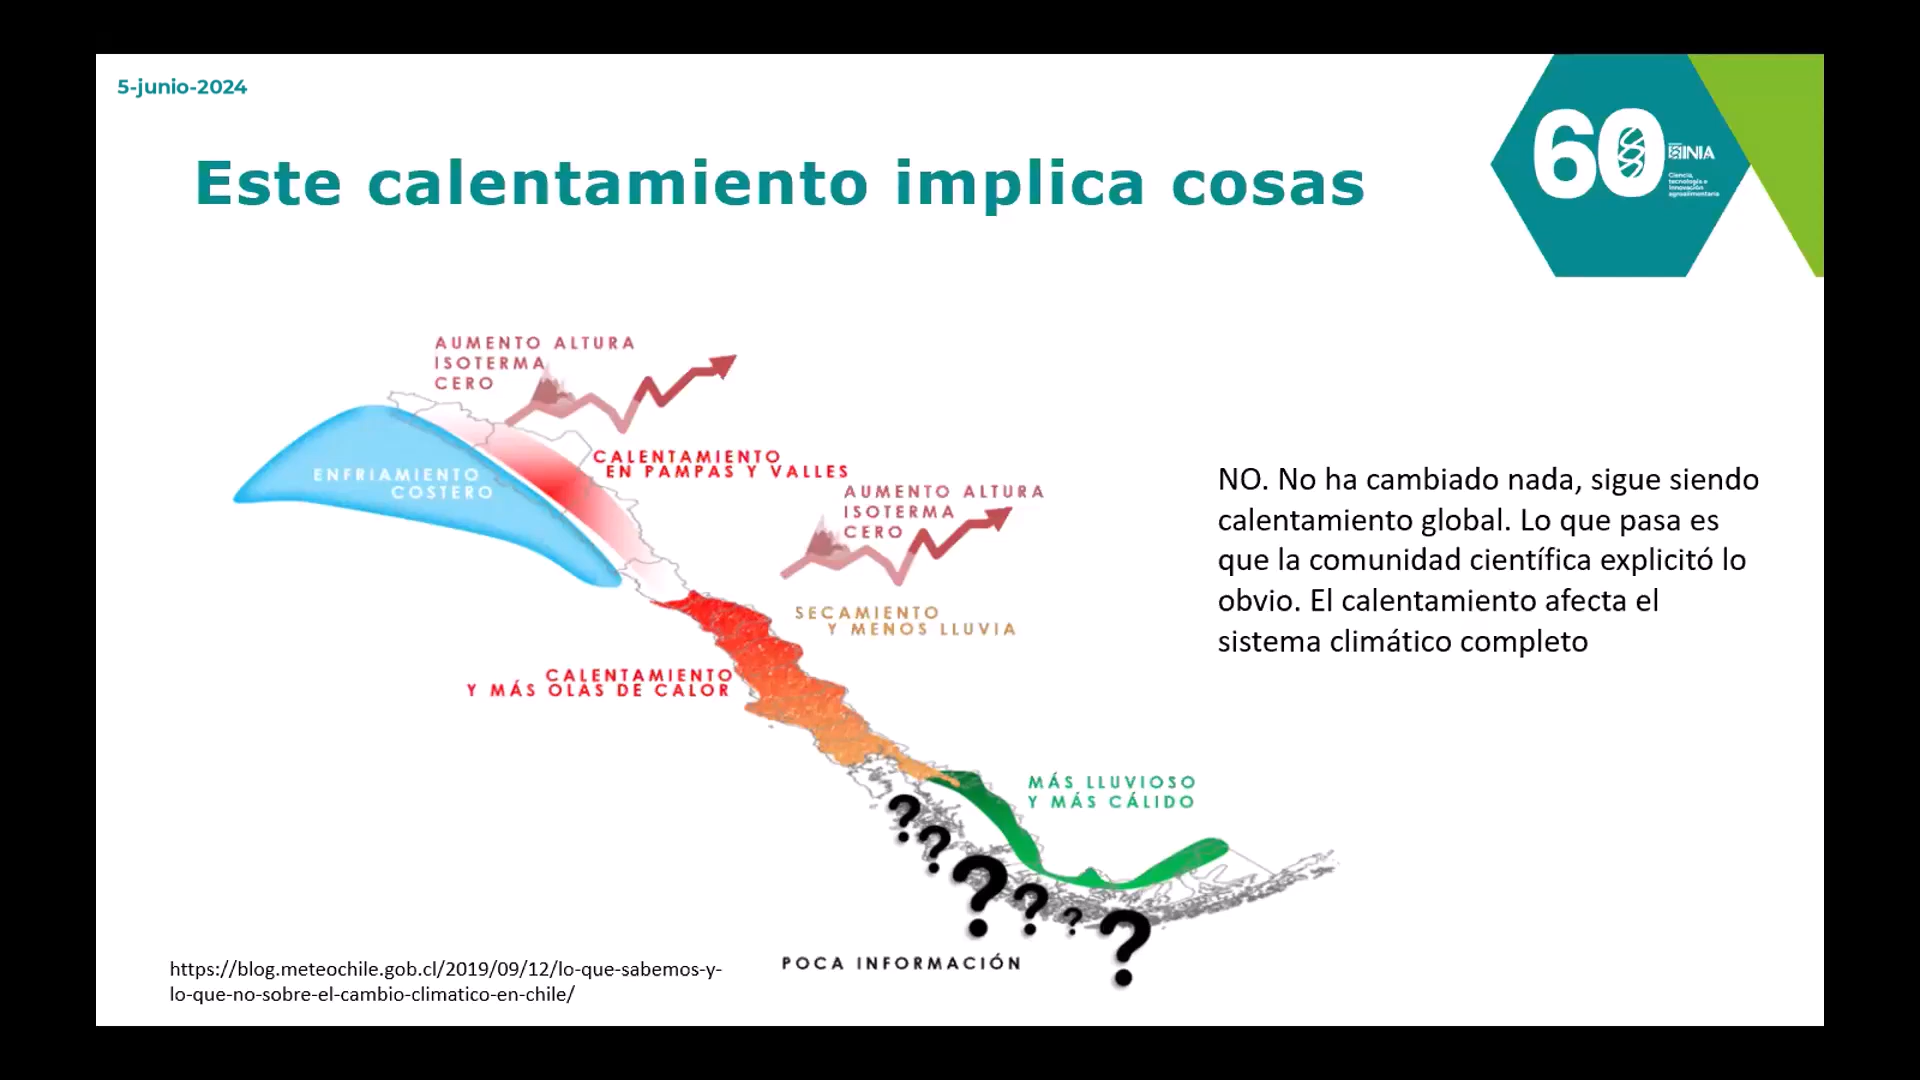 5-junio-2024
60
INIA
Ciencia,
tecnología e
innovación
agroalimentaria
Este calentamiento implica cosas
AUMENTO ALTURA
ISOTERMA
CERO
ENFRIAMIENTO
COSTERO
CALENTAMIENTO
EN PAMPAS Y VALLES
AUMENTO ALTURA
ISOTERMA
CERO
SECAMIENTO
Y MENOS LLUVIA
CALENTAMIENTO
Y MÁS OLAS DE CALOR
MÁS LLUVIOSO
Y MÁS CÁLIDO
? ? ? ? ? ?
POCA INFORMACIÓN
NO. No ha cambiado nada, sigue siendo
calentamiento global. Lo que pasa es
que la comunidad científica explicitó lo
obvio. El calentamiento afecta el
sistema climático completo
https://blog.meteochile.gob.cl/2019/09/12/lo-que-sabemos-y-
lo-que-no-sobre-el-cambio-climatico-en-chile/